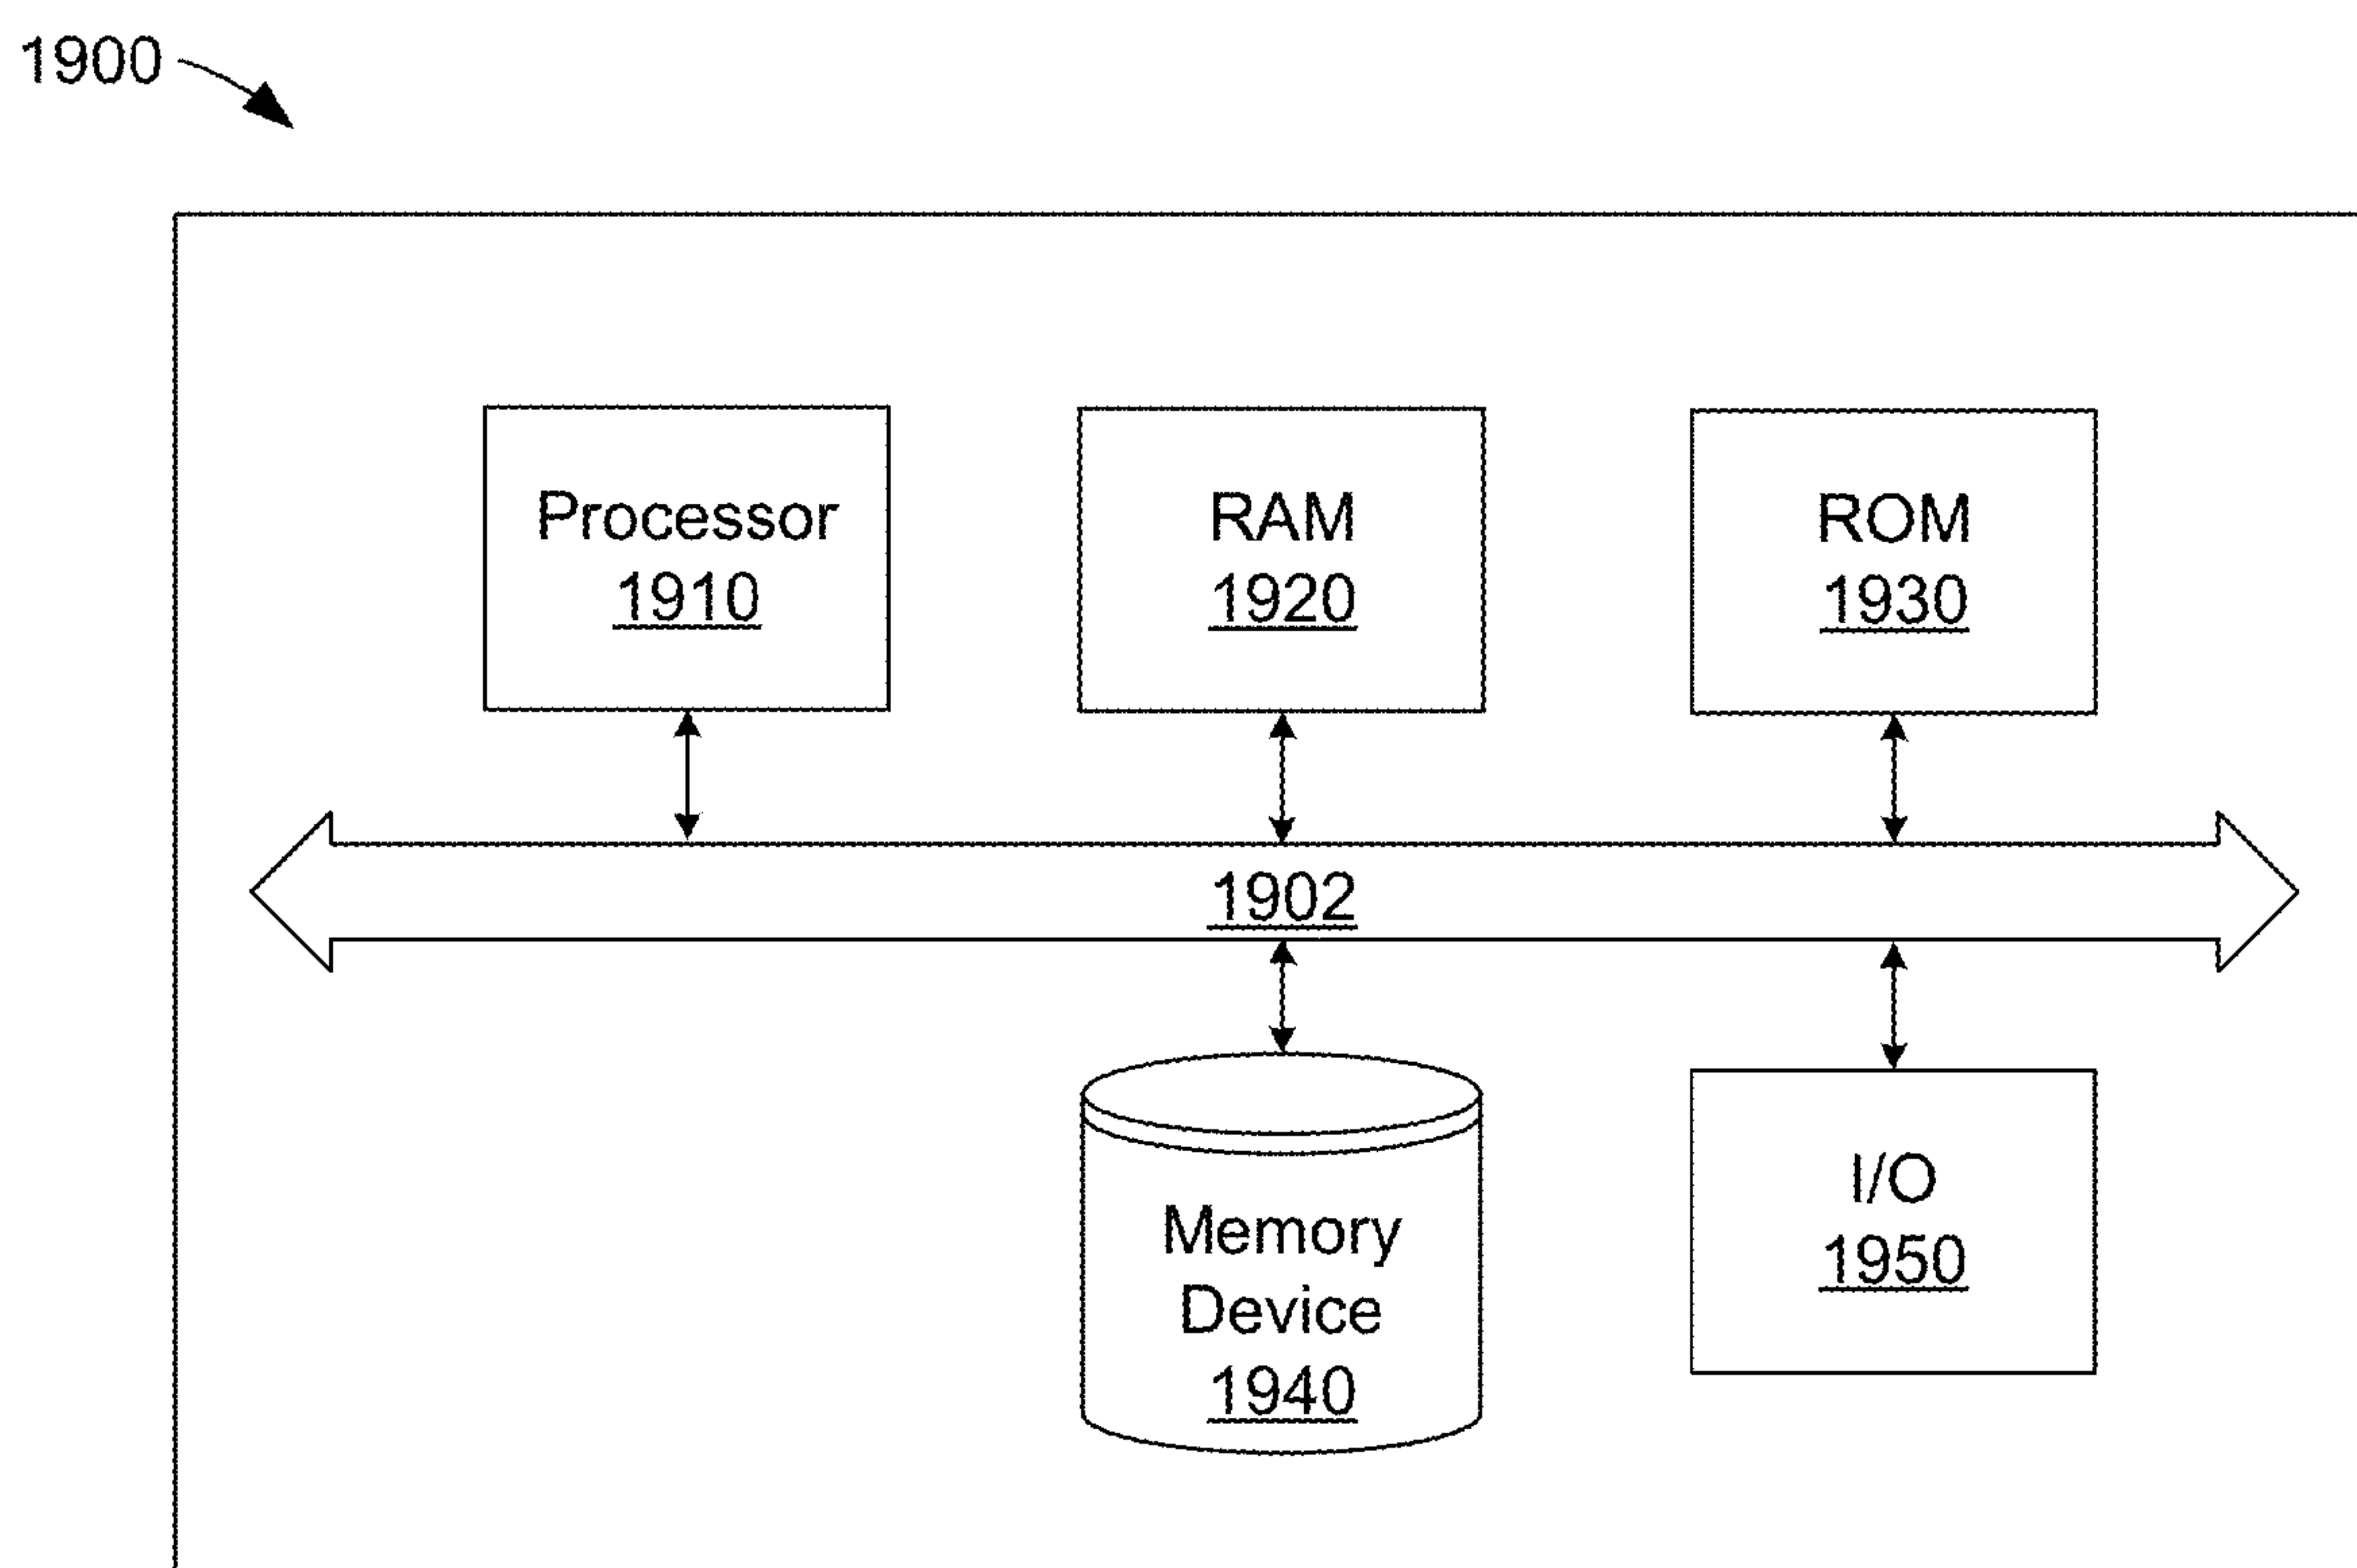 1900
Processor
1910
RAM
1920
ROM
1930
1902
Memory
Device
1940
I/O
1950